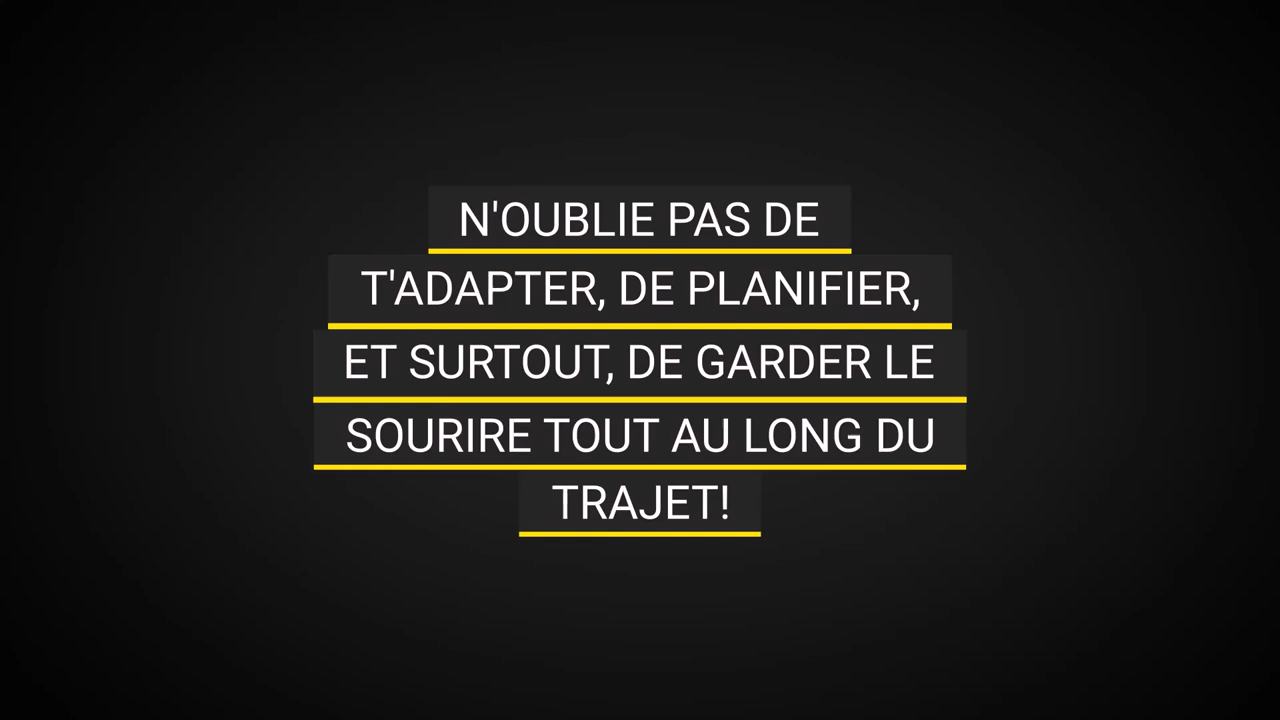 N'OUBLIE PAS DE
T'ADAPTER, DE PLANIFIER,
ET SURTOUT, DE GARDER LE
SOURIRE TOUT AU LONG DU
TRAJET!